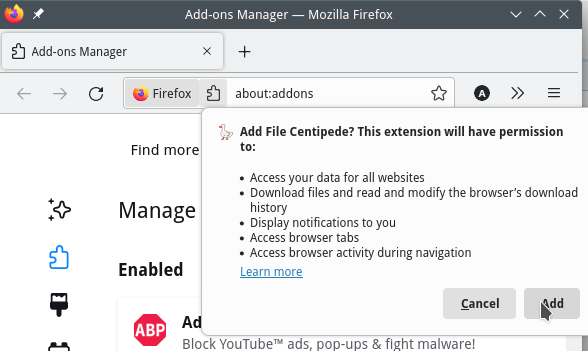 Add-ons Manager — Mozilla Firefox
Add-ons Manager
Firefox
about:addons
A
Add File Centipede? This extension will have permission
to:
• Access your data for all websites
• Download files and read and modify the browser’s download
history
• Display notifications to you
• Access browser tabs
• Access browser activity during navigation
Learn more
Cancel
Add
Find more
Manage
Enabled
ABP
Block YouTube™ ads, pop-ups & fight malware!